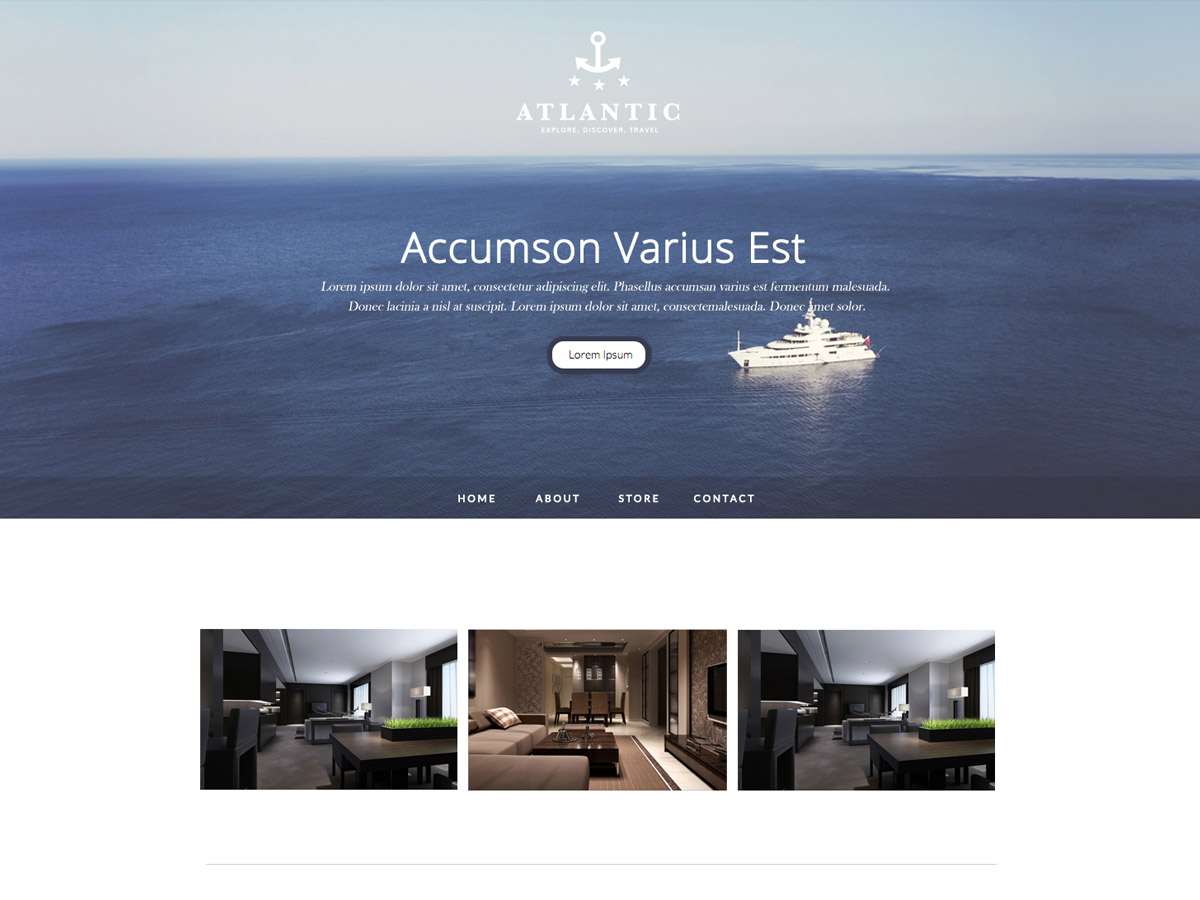 ATLANTIC
EXPLORE, DISCOVER, TRAVEL
Accumson Varius Est
Lorem ipsum dolor sit amet, consectetur adipiscing elit. Phasellus accumsan varius est fermentum malesuada.
Donec lacinia a nisl at suscipit. Lorem ipsum dolor sit amet, consectemalesuada. Donec amet solor.
Lorem Ipsum
HOME ABOUT STORE CONTACT